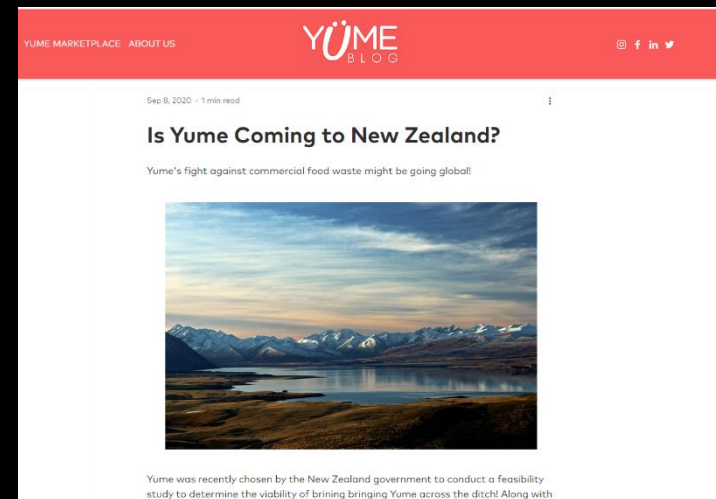 YUME MARKETPLACE ABOUT US
YÜME
BLOG
Sep 8, 2020 · 1 min read
Is Yume Coming to New Zealand?
Yume's fight against commercial food waste might be going global!
Yume was recently chosen by the New Zealand government to conduct a feasibility
study to determine the viability of brining bringing Yume across the ditch! Along with